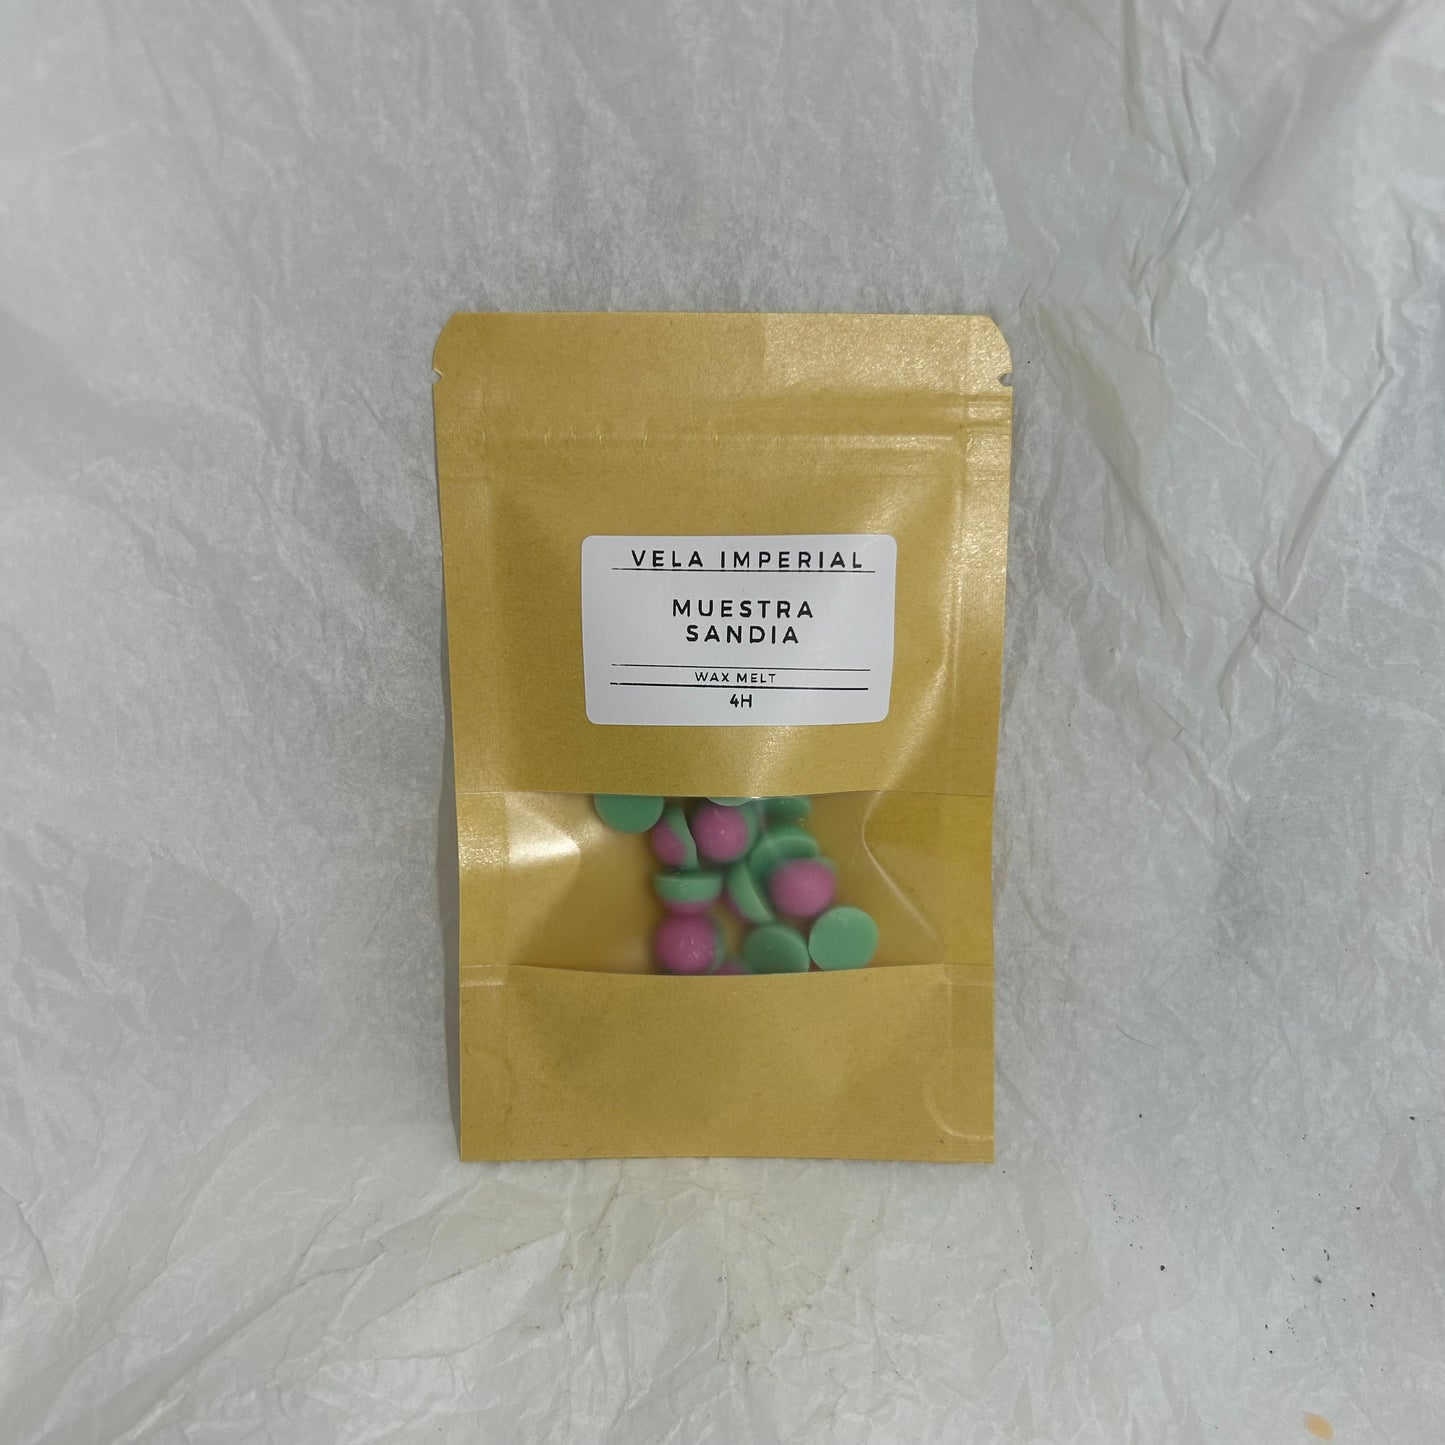 VELA IMPERIAL
MUESTRA
SANDIA
WAX MELT
4H